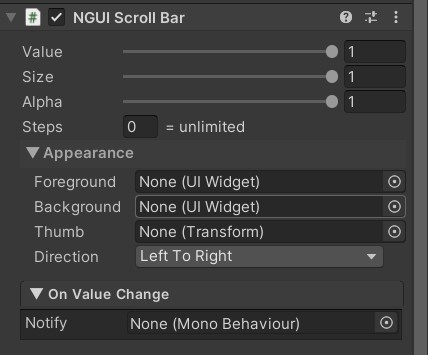 NGUI Scroll Bar
Value 1
Size 1
Alpha 1
Steps 0 = unlimited
Appearance
Foreground None (UI Widget)
Background None (UI Widget)
Thumb None (Transform)
Direction Left To Right
On Value Change
Notify None (Mono Behaviour)